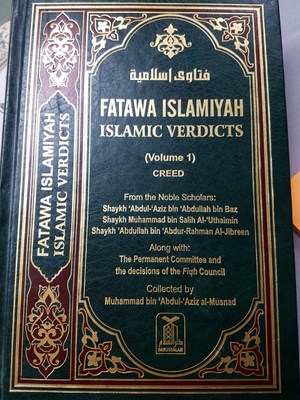 فتاوى إسلامية
FATAWA ISLAMIYAH
ISLAMIC VERDICTS
(Volume 1)
CREED
From the Noble Scholars:
Shaykh 'Abdul-'Aziz bin 'Abdullah bin Baz
Shaykh Muhammad bin Salih Al-'Uthaimin
Shaykh 'Abdullah bin 'Abdur-Rahman Al-Jibreen
Along with:
The Permanent Committee and
the decisions of the Fiqh Council
Collected by
Muhammad bin 'Abdul-'Aziz al-Musnad
DARUSSALAM
FATAWA ISLAMIYAH
ISLAMIC VERDICTS